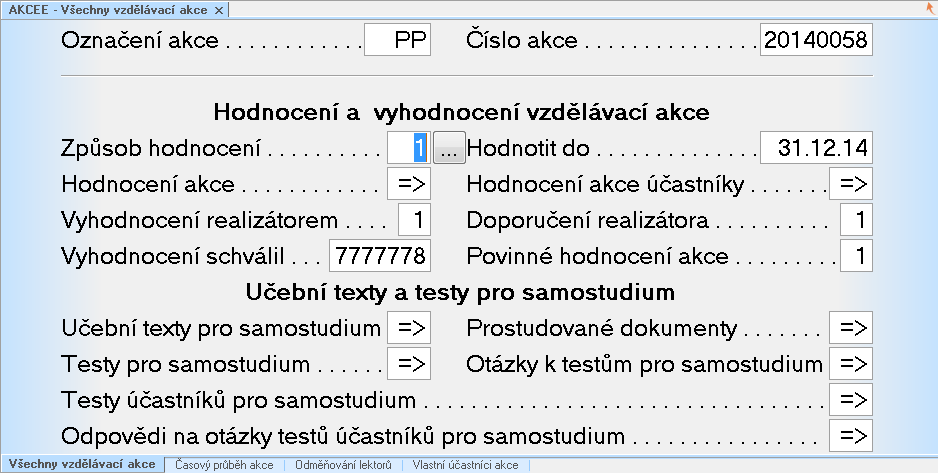 AKCEE - Všechny vzdělávací akce ×
Označení akce . . . . . . . . . . . . PP Číslo akce . . . . . . . . . . . . . . . 20140058
Hodnocení a vyhodnocení vzdělávací akce
Způsob hodnocení . . . . . . . . . . 1 ... Hodnotit do . . . . . . . . . . . . . . 31.12.14
Hodnocení akce . . . . . . . . . . . . => Hodnocení akce účastníky . . . . . =>
Vyhodnocení realizátorem . . . . 1 Doporučení realizátora . . . . . . . . . . 1
Vyhodnocení schválil . . . 7777778 Povinné hodnocení akce . . . . . . . . . 1
Učební texty a testy pro samostudium
Učební texty pro samostudium => Prostudované dokumenty . . . . . . . =>
Testy pro samostudium . . . . . . => Otázky k testům pro samostudium =>
Testy účastníků pro samostudium . . . . . . . . . . . . . . . . . . . . . . . . . . . . . . . . . . =>
Odpovědi na otázky testů účastníků pro samostudium . . . . . . . . . . . . . . . . =>
Všechny vzdělávací akce Časový průběh akce Odměňování lektorů Vlastní účastníci akce